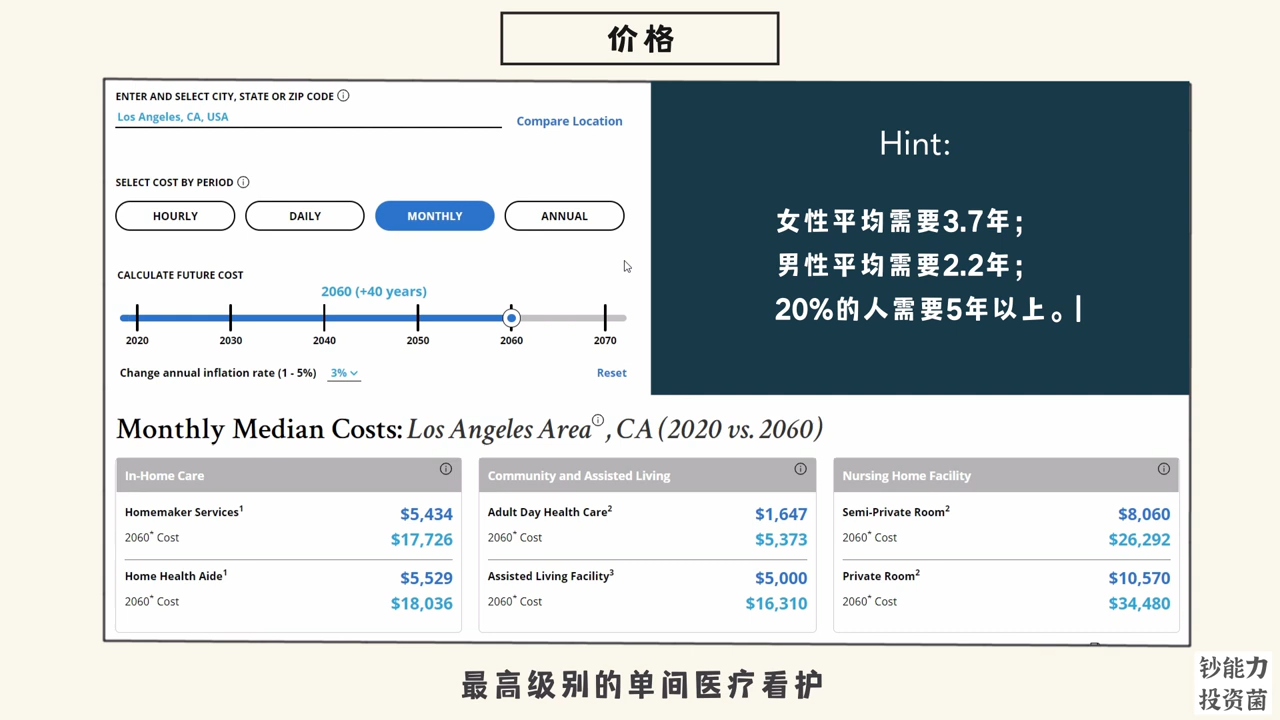 价格
ENTER AND SELECT CITY, STATE OR ZIP CODE
Los Angeles, CA, USA
Compare Location
SELECT COST BY PERIOD
HOURLY
DAILY
MONTHLY
ANNUAL
CALCULATE FUTURE COST
2060 (+40 years)
2020
2030
2040
2050
2060
2070
Change annual inflation rate (1 - 5%)
3%
Reset
Hint:
女性平均需要3.7年；
男性平均需要2.2年；
20%的人需要5年以上。
Monthly Median Costs: Los Angeles Area, CA (2020 vs. 2060)
In-Home Care
Homemaker Services¹
$5,434
2060* Cost
$17,726
Home Health Aide¹
$5,529
2060* Cost
$18,036
Community and Assisted Living
Adult Day Health Care²
$1,647
2060* Cost
$5,373
Assisted Living Facility³
$5,000
2060* Cost
$16,310
Nursing Home Facility
Semi-Private Room²
$8,060
2060* Cost
$26,292
Private Room²
$10,570
2060* Cost
$34,480
最高级别的单间医疗看护
钞能力
投资菌